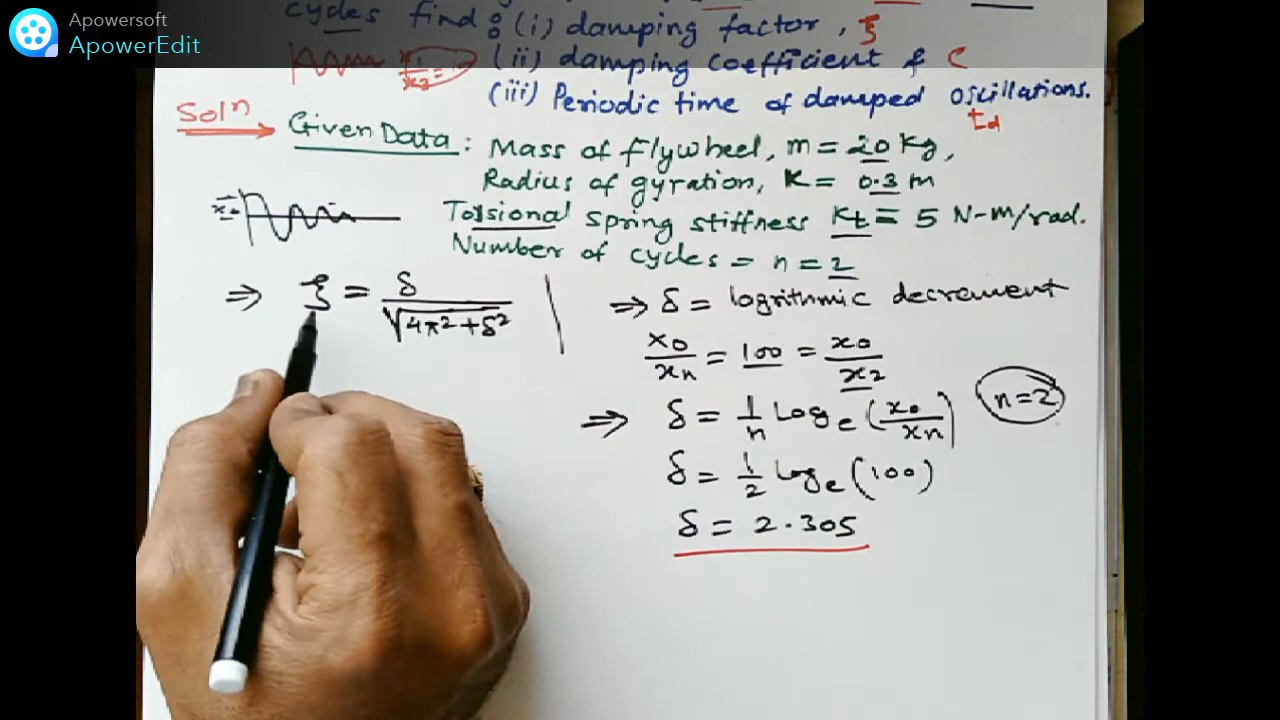 Apowersoft
ApowerEdit
cycles find : (i) damping factor, ξ
(ii) damping coefficient & C
(iii) Periodic time of damped oscillations.
td
Solⁿ
Given Data : Mass of flywheel, m = 20 kg,
Radius of gyration, K = 0.3 m
Torsional spring stiffness Kt = 5 N-m/rad.
Number of cycles = n = 2
x₀
⇒ ξ = δ / √4π² + δ²
⇒ δ = logrithmic decrement
x₀/xn = 100 = x₀/x₂
n = 2
⇒ δ = 1/n Loge (x₀/xn)
δ = 1/2 loge (100)
δ = 2.305